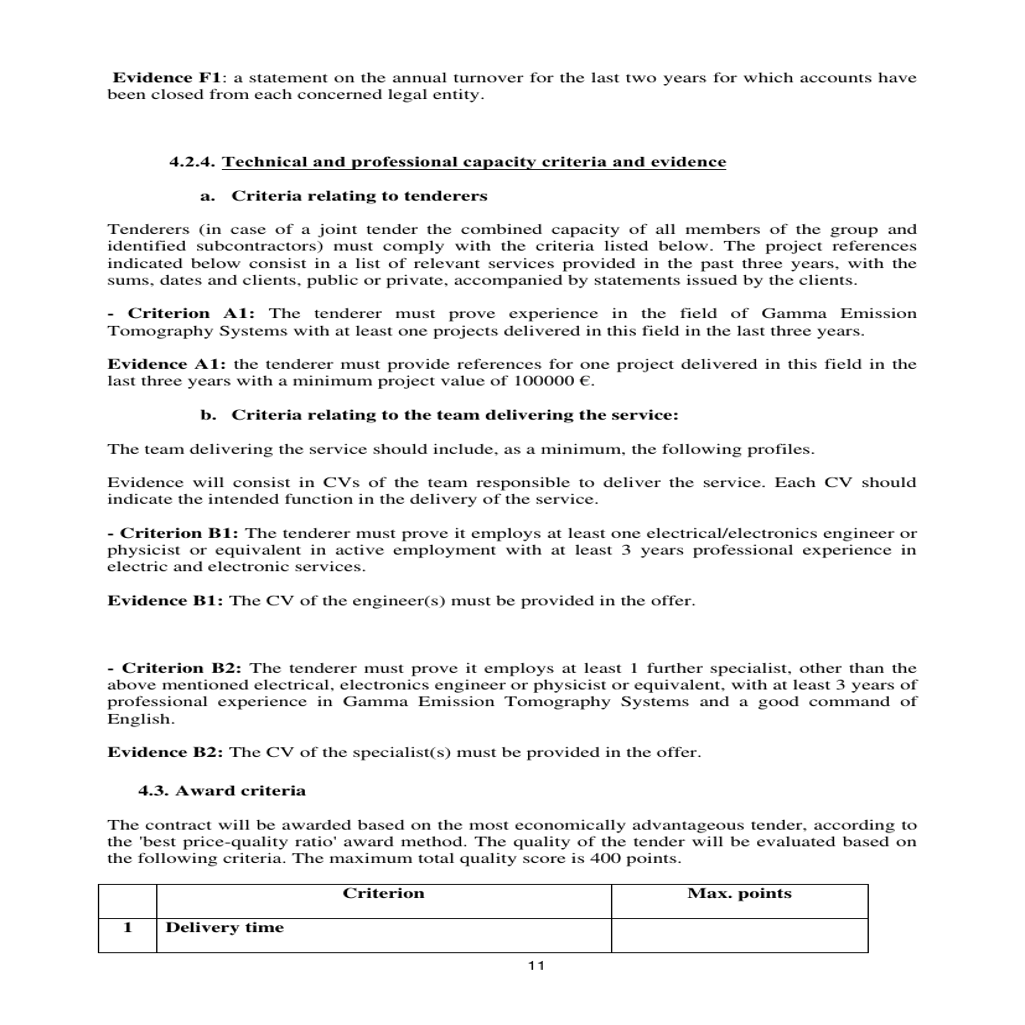 Evidence F1: a statement on the annual turnover for the last two years for which accounts have
been closed from each concerned legal entity.
4.2.4. Technical and professional capacity criteria and evidence
a. Criteria relating to tenderers
Tenderers (in case of a joint tender the combined capacity of all members of the group and
identified subcontractors) must comply with the criteria listed below. The project references
indicated below consist in a list of relevant services provided in the past three years, with the
sums, dates and clients, public or private, accompanied by statements issued by the clients.
- Criterion A1: The tenderer must prove experience in the field of Gamma Emission
Tomography Systems with at least one projects delivered in this field in the last three years.
Evidence A1: the tenderer must provide references for one project delivered in this field in the
last three years with a minimum project value of 100000 €.
b. Criteria relating to the team delivering the service:
The team delivering the service should include, as a minimum, the following profiles.
Evidence will consist in CVs of the team responsible to deliver the service. Each CV should
indicate the intended function in the delivery of the service.
- Criterion B1: The tenderer must prove it employs at least one electrical/electronics engineer or
physicist or equivalent in active employment with at least 3 years professional experience in
electric and electronic services.
Evidence B1: The CV of the engineer(s) must be provided in the offer.
- Criterion B2: The tenderer must prove it employs at least 1 further specialist, other than the
above mentioned electrical, electronics engineer or physicist or equivalent, with at least 3 years of
professional experience in Gamma Emission Tomography Systems and a good command of
English.
Evidence B2: The CV of the specialist(s) must be provided in the offer.
4.3. Award criteria
The contract will be awarded based on the most economically advantageous tender, according to
the 'best price-quality ratio' award method. The quality of the tender will be evaluated based on
the following criteria. The maximum total quality score is 400 points.
Criterion Max. points
1 Delivery time
11